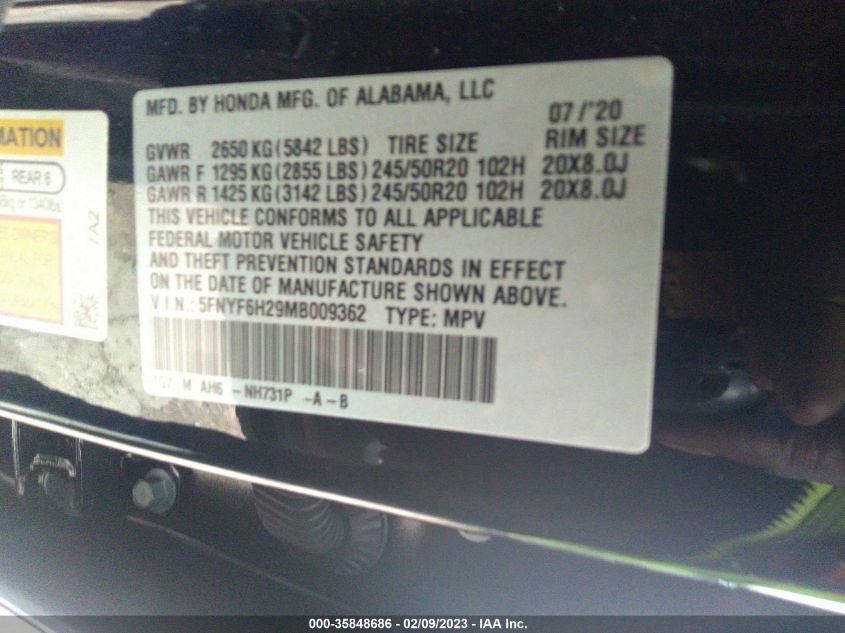 MFD. BY HONDA MFG. OF ALABAMA, LLC 07/'20
GVWR 2650 KG (5842 LBS) TIRE SIZE RIM SIZE
GAWR F 1295 KG (2855 LBS) 245/50R20 102H 20X8.0J
GAWR R 1425 KG (3142 LBS) 245/50R20 102H 20X8.0J
THIS VEHICLE CONFORMS TO ALL APPLICABLE
FEDERAL MOTOR VEHICLE SAFETY
AND THEFT PREVENTION STANDARDS IN EFFECT
ON THE DATE OF MANUFACTURE SHOWN ABOVE.
V I.N.: 5FNYF6H29MB009362 TYPE: MPV
M AH6 -NH731P -A-B
MATION
REAR 6
or
7A2
000-35848686 - 02/09/2023 - IAA Inc.